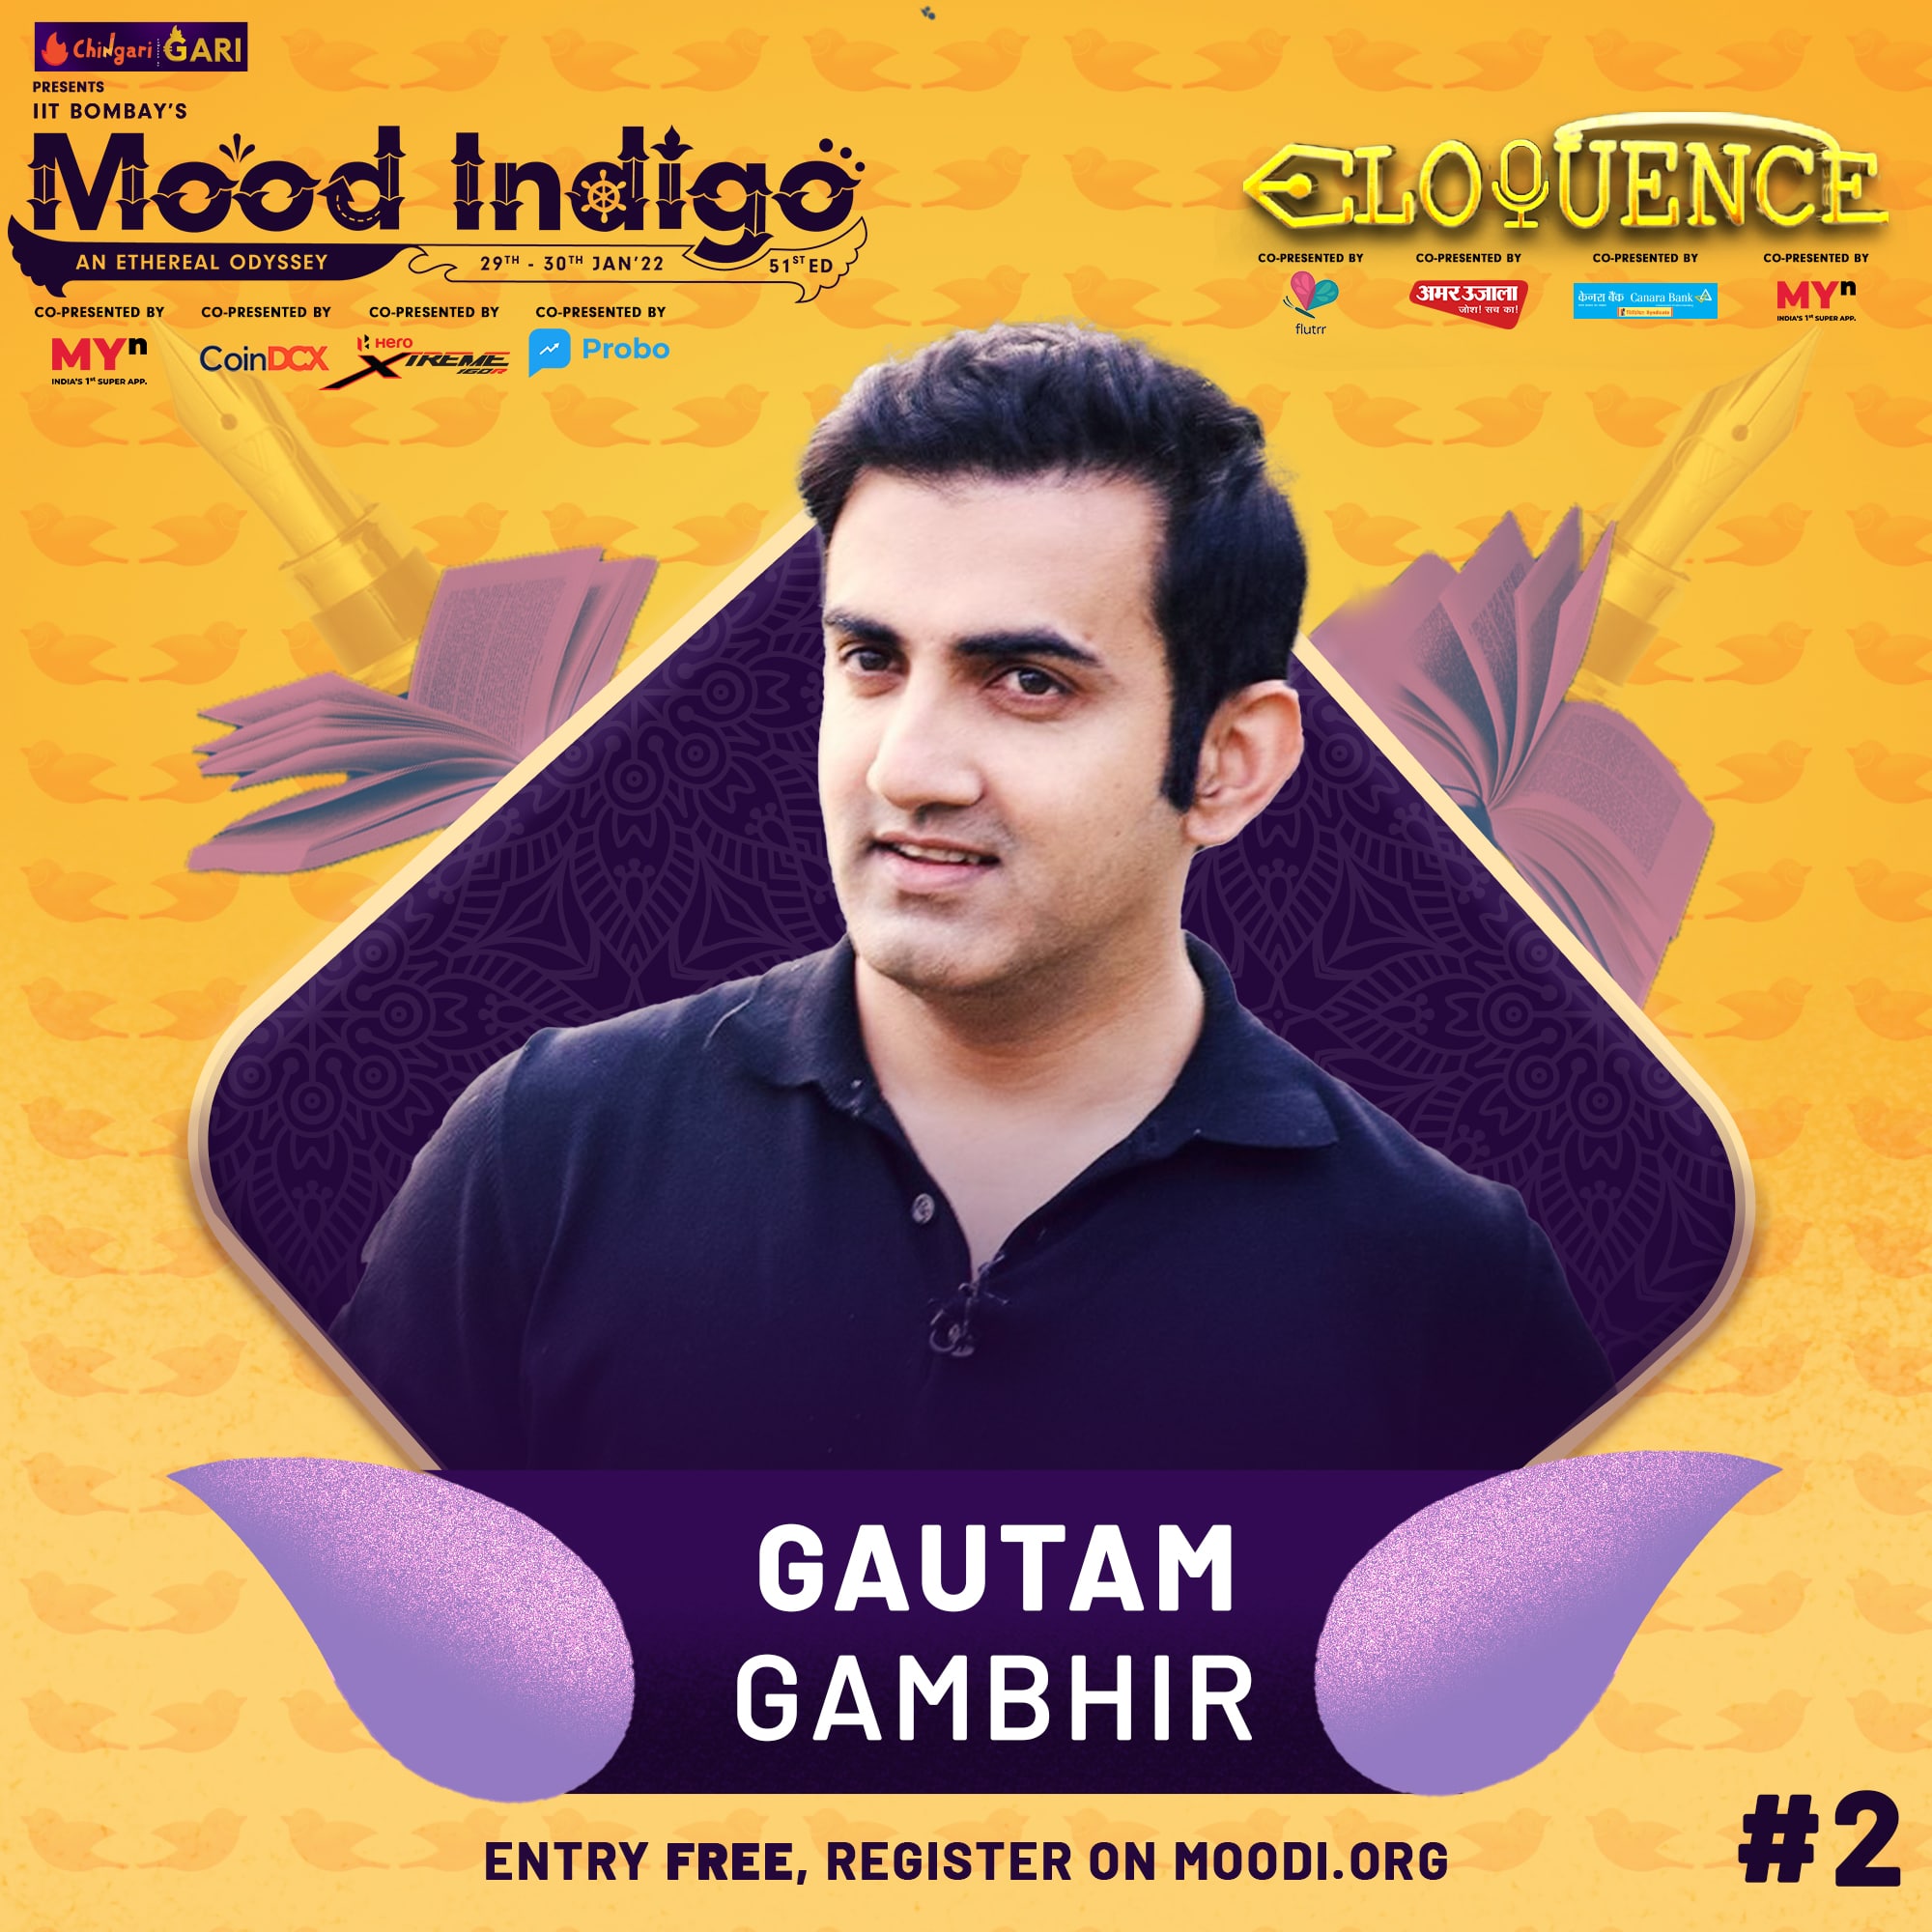 Chingari GARI
PRESENTS
IIT BOMBAY'S
Mood Indigo
AN ETHEREAL ODYSSEY
29TH - 30TH JAN'22
51ST ED
CO-PRESENTED BY CO-PRESENTED BY CO-PRESENTED BY CO-PRESENTED BY
MYn
INDIA'S 1st SUPER APP.
CoinDCX
Hero
XTREME
160R
Probo
ELOQUENCE
CO-PRESENTED BY CO-PRESENTED BY CO-PRESENTED BY CO-PRESENTED BY
flutrr
अमर उजाला
जोश! सच का!
केनरा बैंक Canara Bank
Syndicate
MYn
INDIA'S 1st SUPER APP.
GAUTAM
GAMBHIR
ENTRY FREE, REGISTER ON MOODI.ORG
#2